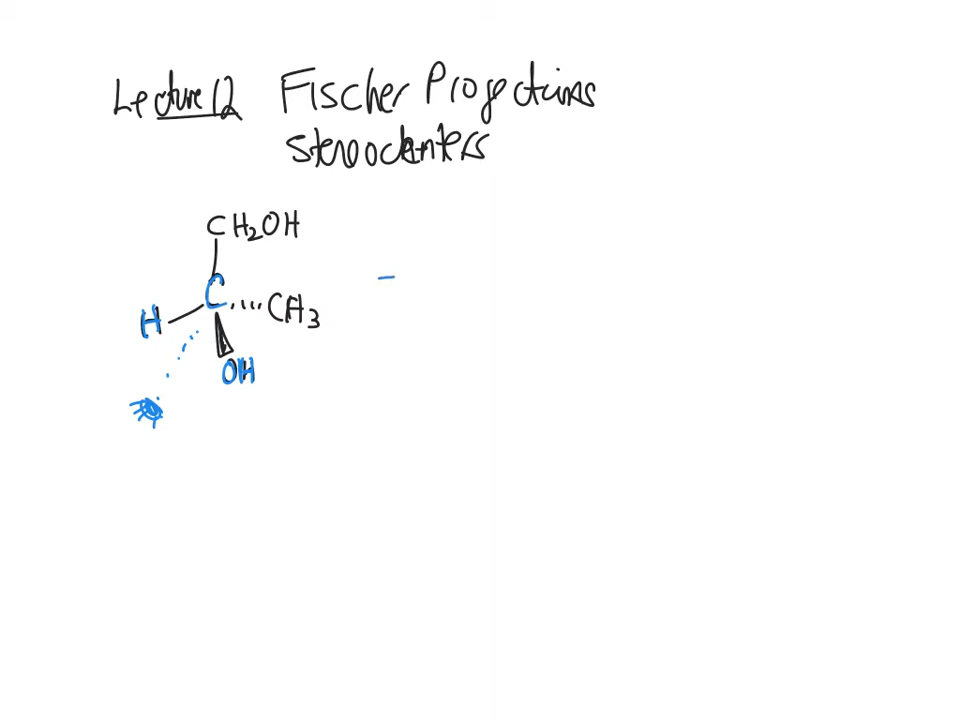 Lecture 12 Fischer Projections
stereocenters
CH₂OH
C
H
CH₃
OH